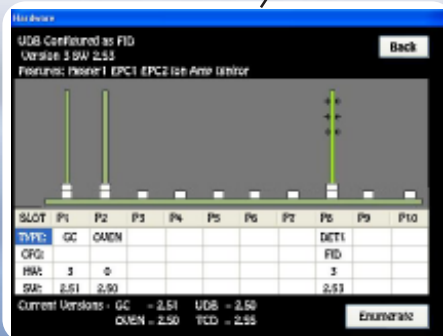 Hardware
UDB Configured as FID
Version 3 SW 2.53
Back
Features: EPC1 EPC2 Ion Amp
SLOT P1 P2 P3 P4 P5 P6 P7 P8 P9 P10
TYPE: GC OVEN DET1
CFG: FID
HW: 3 0 3
SW: 2.51 2.50 2.53
Current Versions - GC = 2.51 UDB = 2.50
OVEN = 2.50 TCD = 2.55
Enumerate